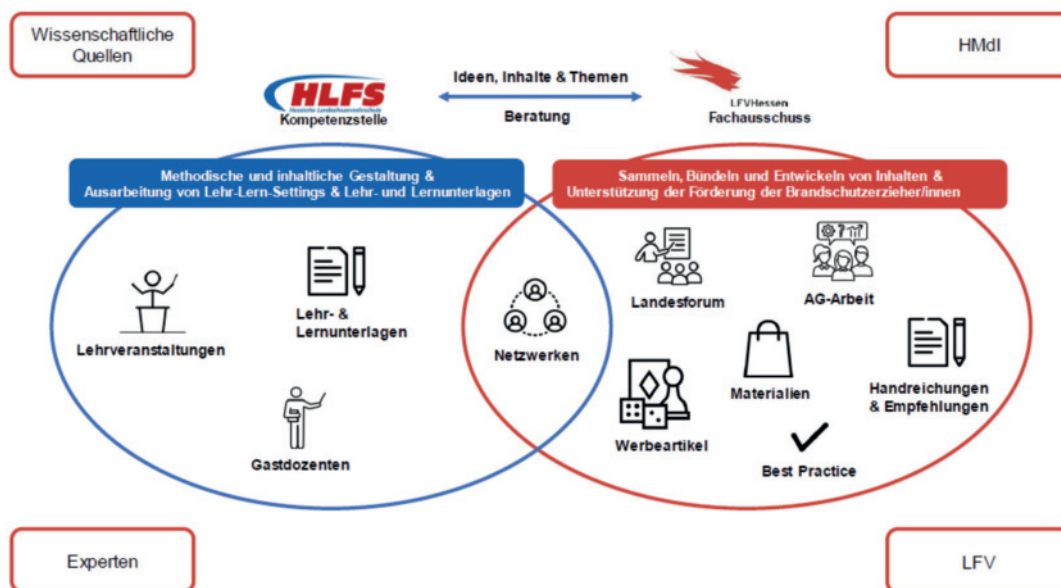 Wissenschaftliche
Quellen
HMdI
HLFS
Hessische Landesfeuerwehrschule
Kompetenzstelle
Ideen, Inhalte & Themen
Beratung
LFVHessen
Fachausschuss
Methodische und inhaltliche Gestaltung &
Ausarbeitung von Lehr-Lern-Settings & Lehr- und Lernunterlagen
Sammeln, Bündeln und Entwickeln von Inhalten &
Unterstützung der Förderung der Brandschutzerzieher/innen
Lehrveranstaltungen
Lehr- &
Lernunterlagen
Gastdozenten
Netzwerken
Landesforum
AG-Arbeit
Materialien
Handreichungen
& Empfehlungen
Werbeartikel
Best Practice
Experten
LFV